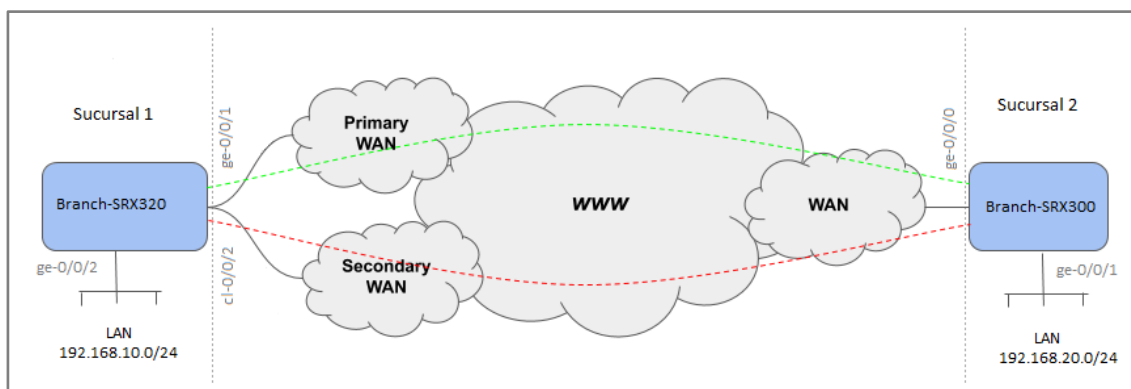 Sucursal 1
Branch-SRX320
ge-0/0/2
LAN
192.168.10.0/24
ge-0/0/1
cl-0/0/2
Primary
WAN
Secondary
WAN
www
WAN
ge-0/0/0
Sucursal 2
Branch-SRX300
ge-0/0/1
LAN
192.168.20.0/24